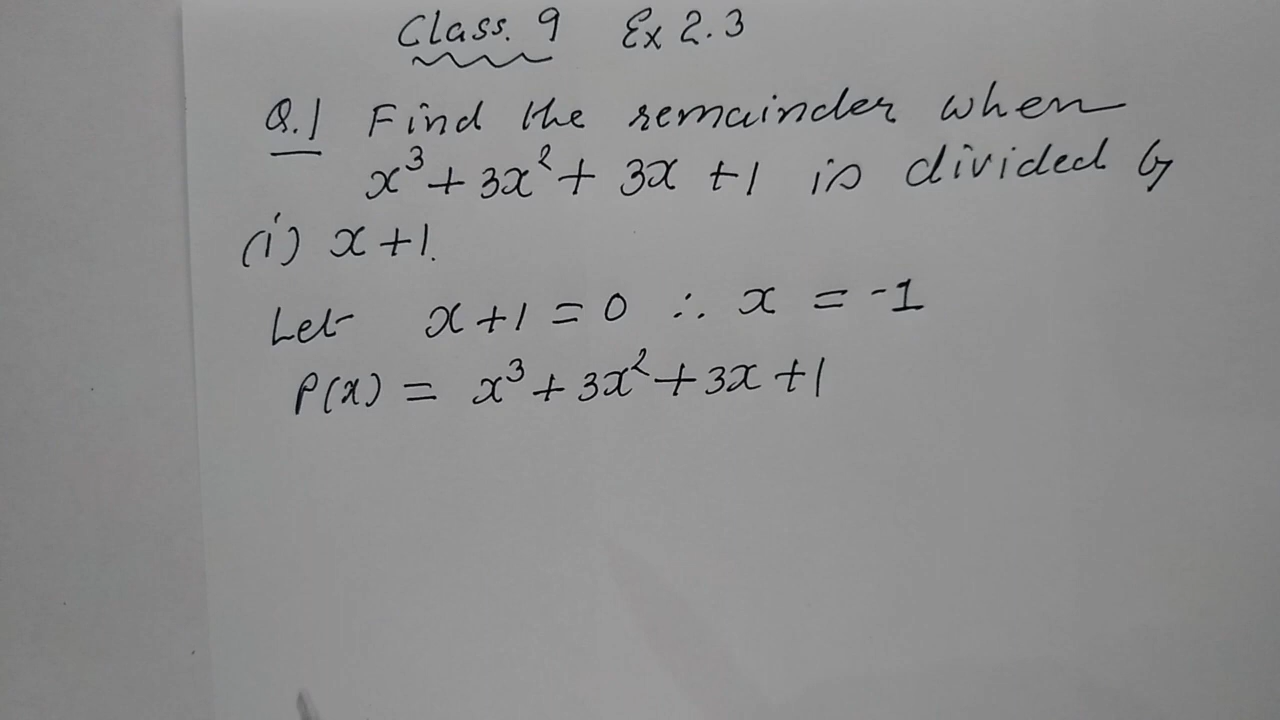 Class. 9 Ex 2.3
Q.1 Find the remainder when
x³ + 3x² + 3x + 1 is divided by
(i) x + 1.
Let x + 1 = 0 ∴ x = -1
P(x) = x³ + 3x² + 3x + 1